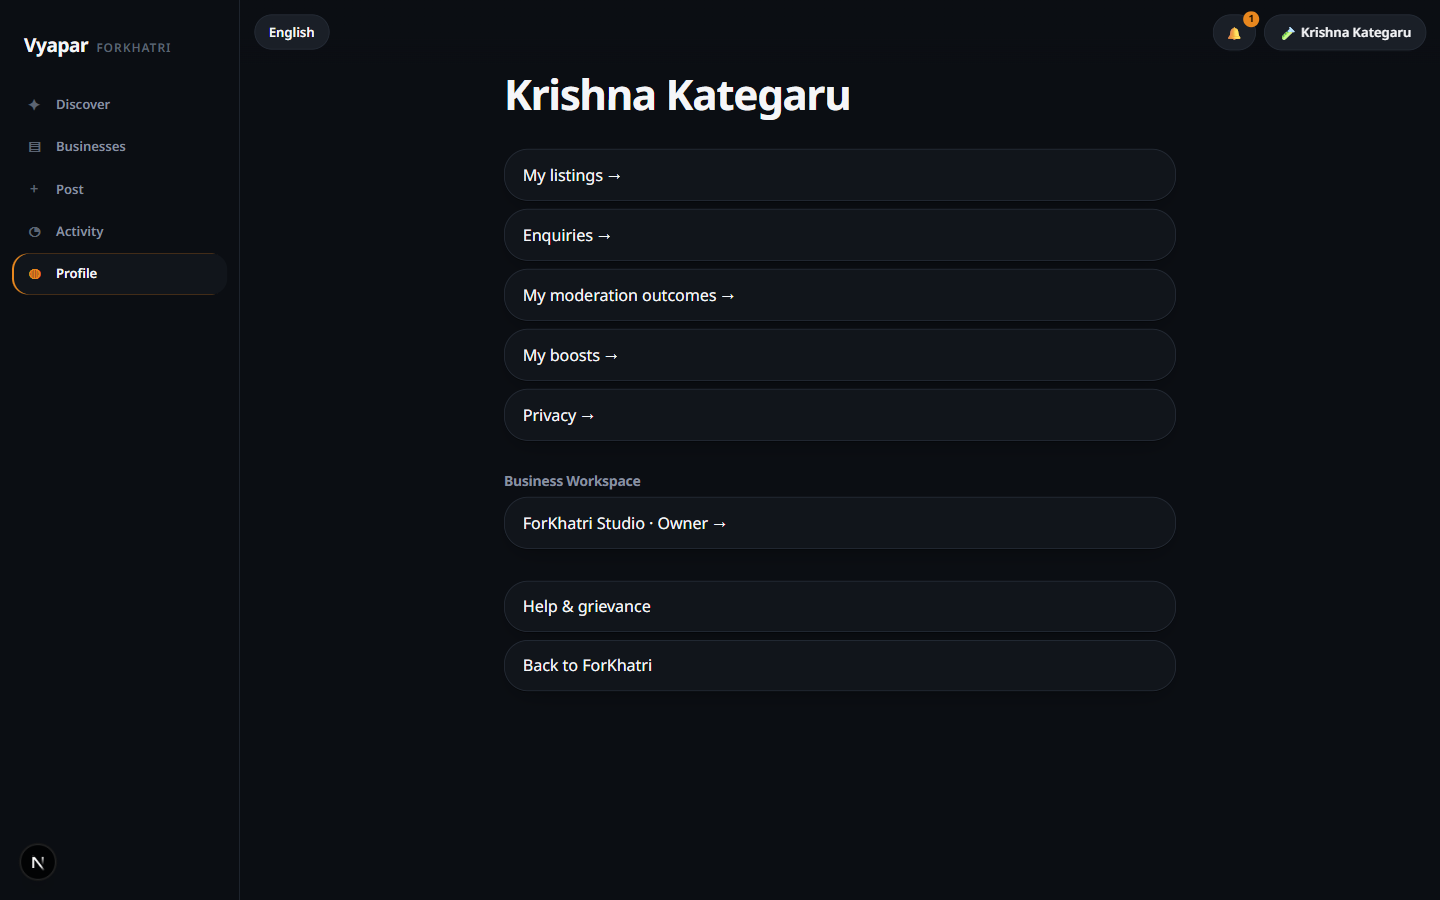 Vyapar FORKHATRI
Discover
Businesses
Post
Activity
Profile
N
English
1
Krishna Kategaru
Krishna Kategaru
My listings →
Enquiries →
My moderation outcomes →
My boosts →
Privacy →
Business Workspace
ForKhatri Studio · Owner →
Help & grievance
Back to ForKhatri